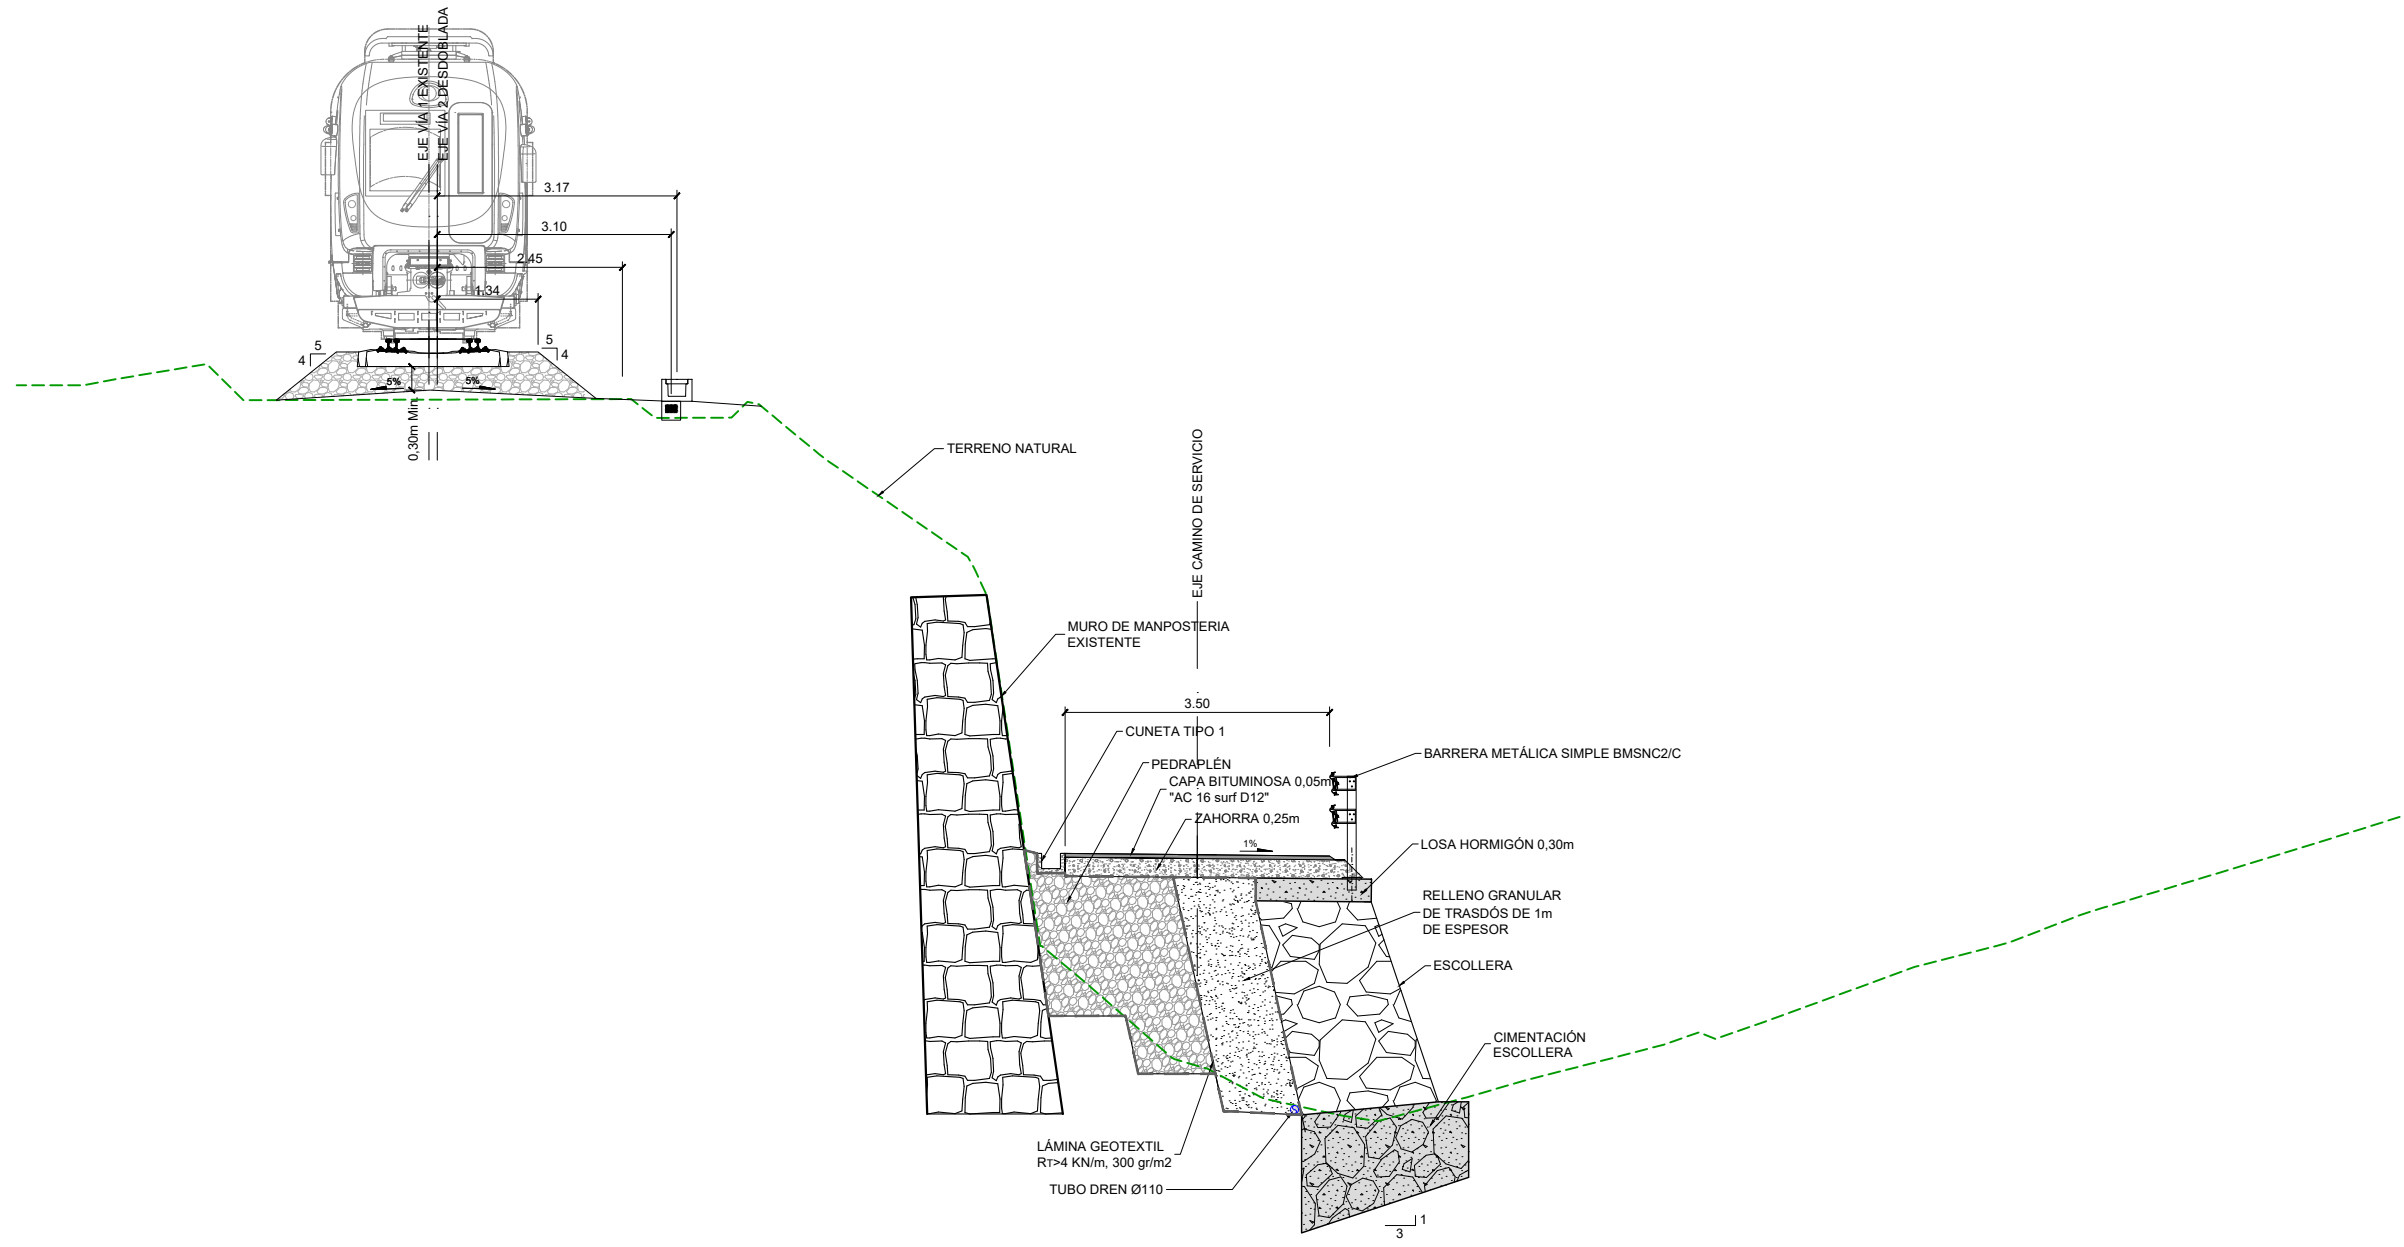 EJE VÍA 1 EXISTENTE
EJE VÍA 2 DESDOBLADA
3.17
3.10
2.45
1.34
5
4
5
4
5%
5%
0,30m Min.
TERRENO NATURAL
EJE CAMINO DE SERVICIO
MURO DE MANPOSTERIA
EXISTENTE
3.50
CUNETA TIPO 1
BARRERA METÁLICA SIMPLE BMSNC2/C
PEDRAPLÉN
CAPA BITUMINOSA 0,05m
"AC 16 surf D12"
ZAHORRA 0,25m
1%
LOSA HORMIGÓN 0,30m
RELLENO GRANULAR
DE TRASDÓS DE 1m
DE ESPESOR
ESCOLLERA
CIMENTACIÓN
ESCOLLERA
LÁMINA GEOTEXTIL
RT>4 KN/m, 300 gr/m2
TUBO DREN Ø110
1
3